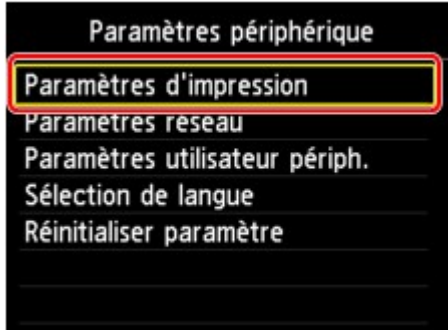 Paramètres périphérique
Paramètres d'impression
Paramètres réseau
Paramètres utilisateur périph.
Sélection de langue
Réinitialiser paramètre